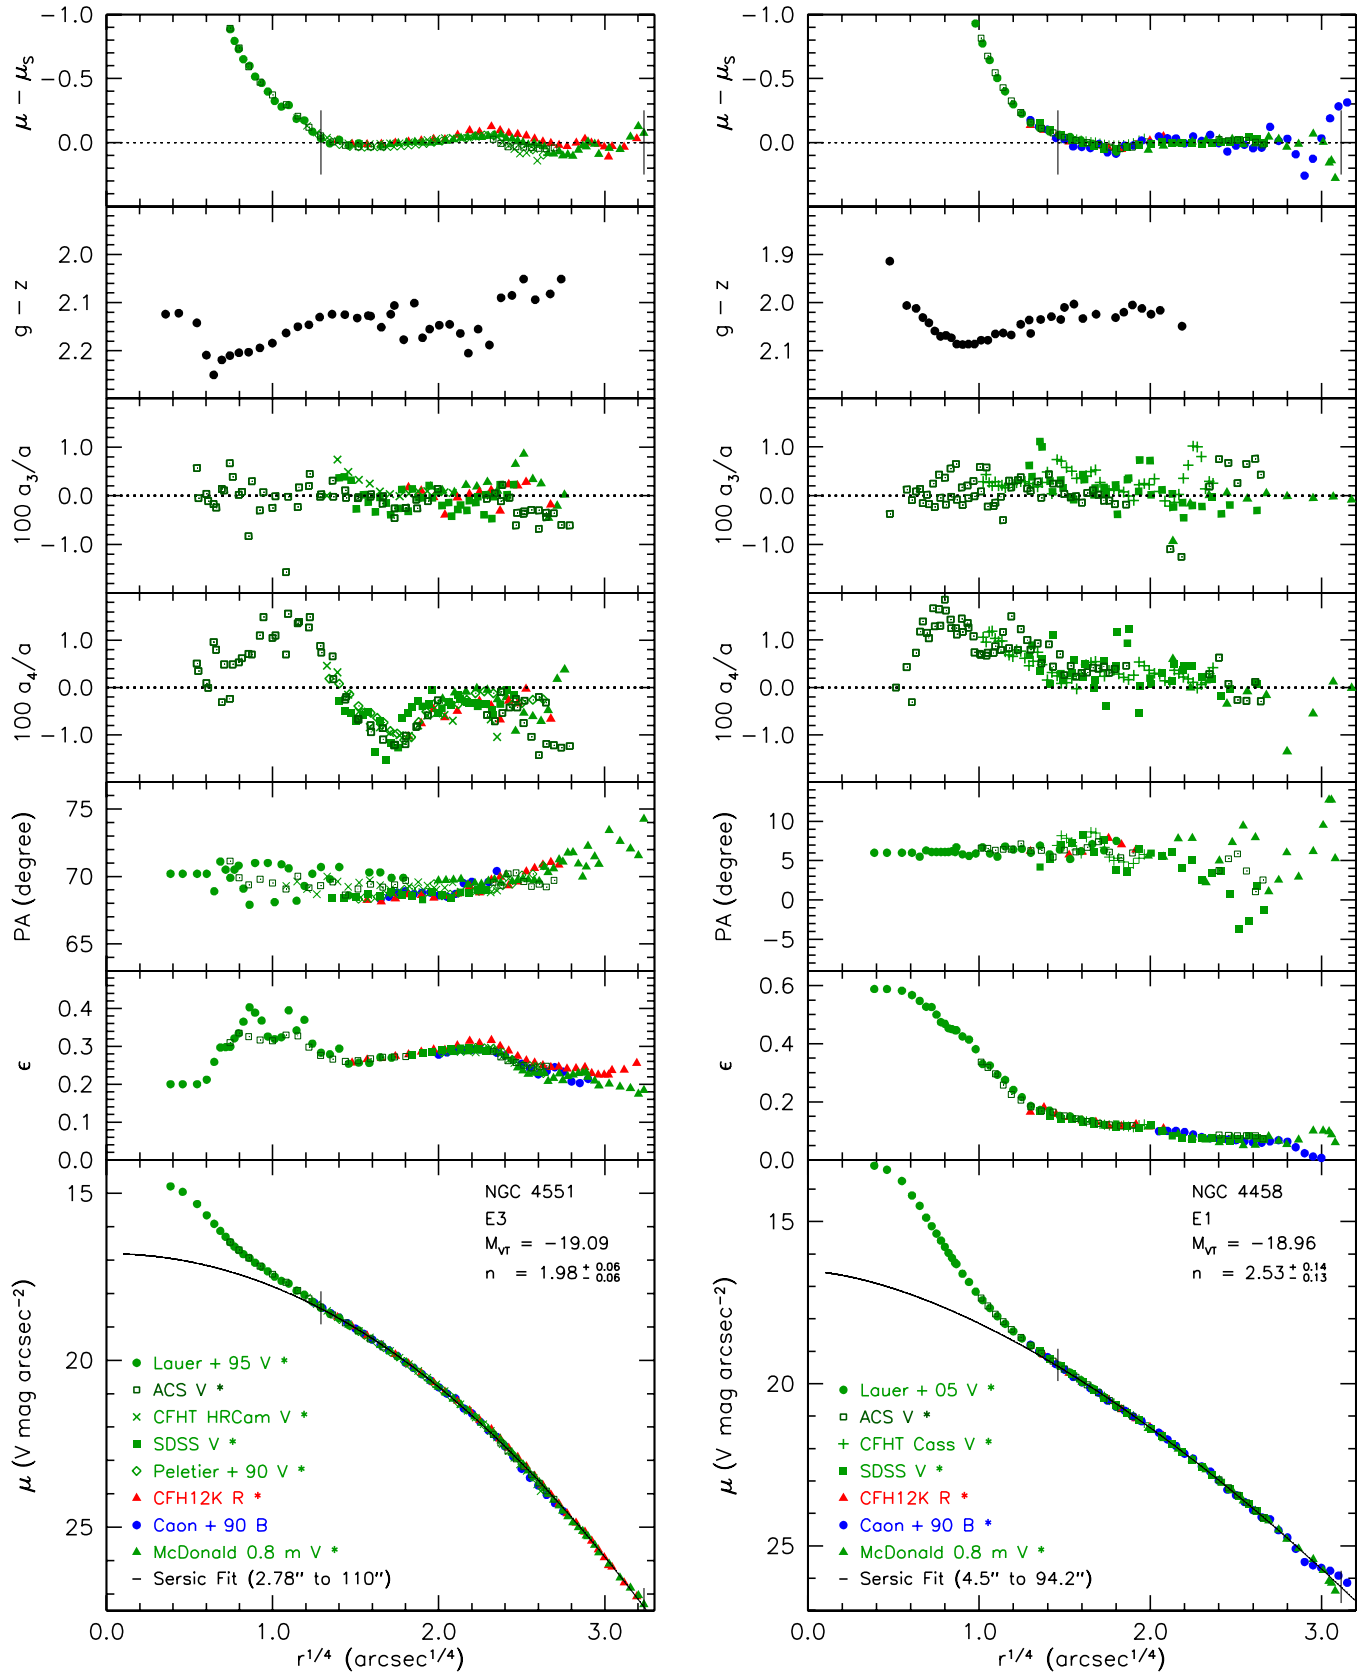 μ − μS
−1.0
−0.5
0.0
g − z
2.0
2.1
2.2
100 a3/a
1.0
0.0
−1.0
100 a4/a
1.0
0.0
−1.0
PA (degree)
75
70
65
ε
0.4
0.3
0.2
0.1
0.0
μ (V mag arcsec−2)
15
20
25
NGC 4551
E3
MVT = −19.09
n = 1.98 + 0.06 − 0.06
Lauer + 95 V *
ACS V *
CFHT HRCam V *
SDSS V *
Peletier + 90 V *
CFH12K R *
Caon + 90 B
McDonald 0.8 m V *
− Sersic Fit (2.78″ to 110″)
0.0 1.0 2.0 3.0
r1/4 (arcsec1/4)
μ − μS
−1.0
−0.5
0.0
g − z
1.9
2.0
2.1
100 a3/a
1.0
0.0
−1.0
100 a4/a
1.0
0.0
−1.0
PA (degree)
10
5
0
−5
ε
0.6
0.4
0.2
0.0
μ (V mag arcsec−2)
15
20
25
NGC 4458
E1
MVT = −18.96
n = 2.53 + 0.14 − 0.13
Lauer + 05 V *
ACS V *
CFHT Cass V *
SDSS V *
CFH12K R *
Caon + 90 B *
McDonald 0.8 m V *
− Sersic Fit (4.5″ to 94.2″)
0.0 1.0 2.0 3.0
r1/4 (arcsec1/4)